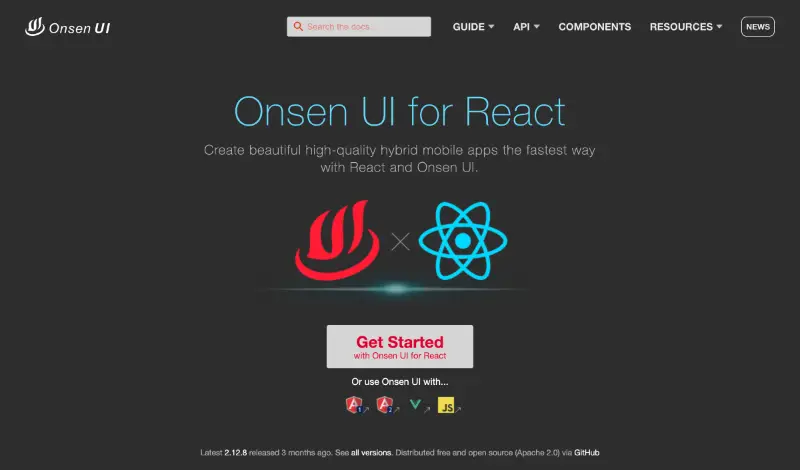 Onsen UI
Search the docs...
GUIDE
API
COMPONENTS
RESOURCES
NEWS
Onsen UI for React
Create beautiful high-quality hybrid mobile apps the fastest way
with React and Onsen UI.
Get Started
with Onsen UI for React
Or use Onsen UI with...
1
2
JS
Latest 2.12.8 released 3 months ago. See all versions. Distributed free and open source (Apache 2.0) via GitHub